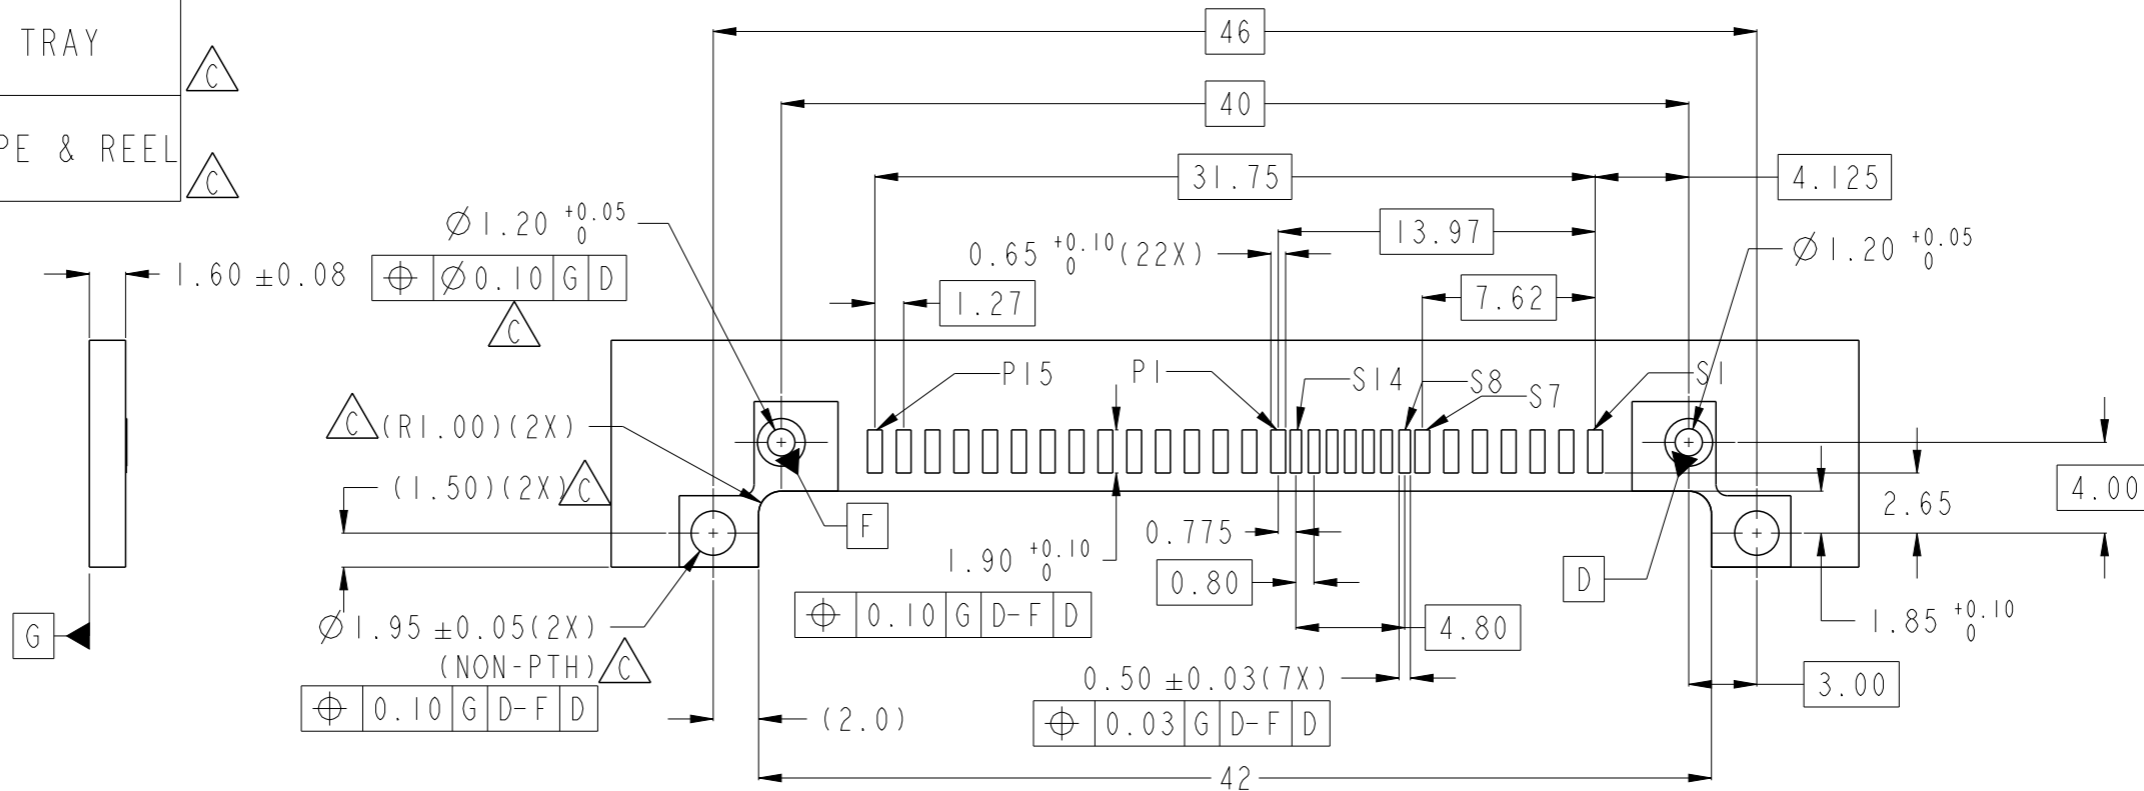 TRAY
C
PE & REEL
C
46
40
31.75
4.125
Ø1.20 +0.05 0
13.97
0.65 +0.10 0 (22X)
Ø1.20 +0.05 0
1.60 ±0.08
⌖ Ø0.10 G D
C
1.27
7.62
P15
P1
S14
S8
S7
S1
C (R1.00)(2X)
(1.50)(2X) C
F
0.775
2.65
4.00
1.90 +0.10 0
0.80
D
⌖ 0.10 G D-F D
4.80
1.85 +0.10 0
G
Ø1.95 ±0.05(2X)
(NON-PTH) C
⌖ 0.10 G D-F D
(2.0)
0.50 ±0.03(7X)
⌖ 0.03 G D-F D
3.00
42